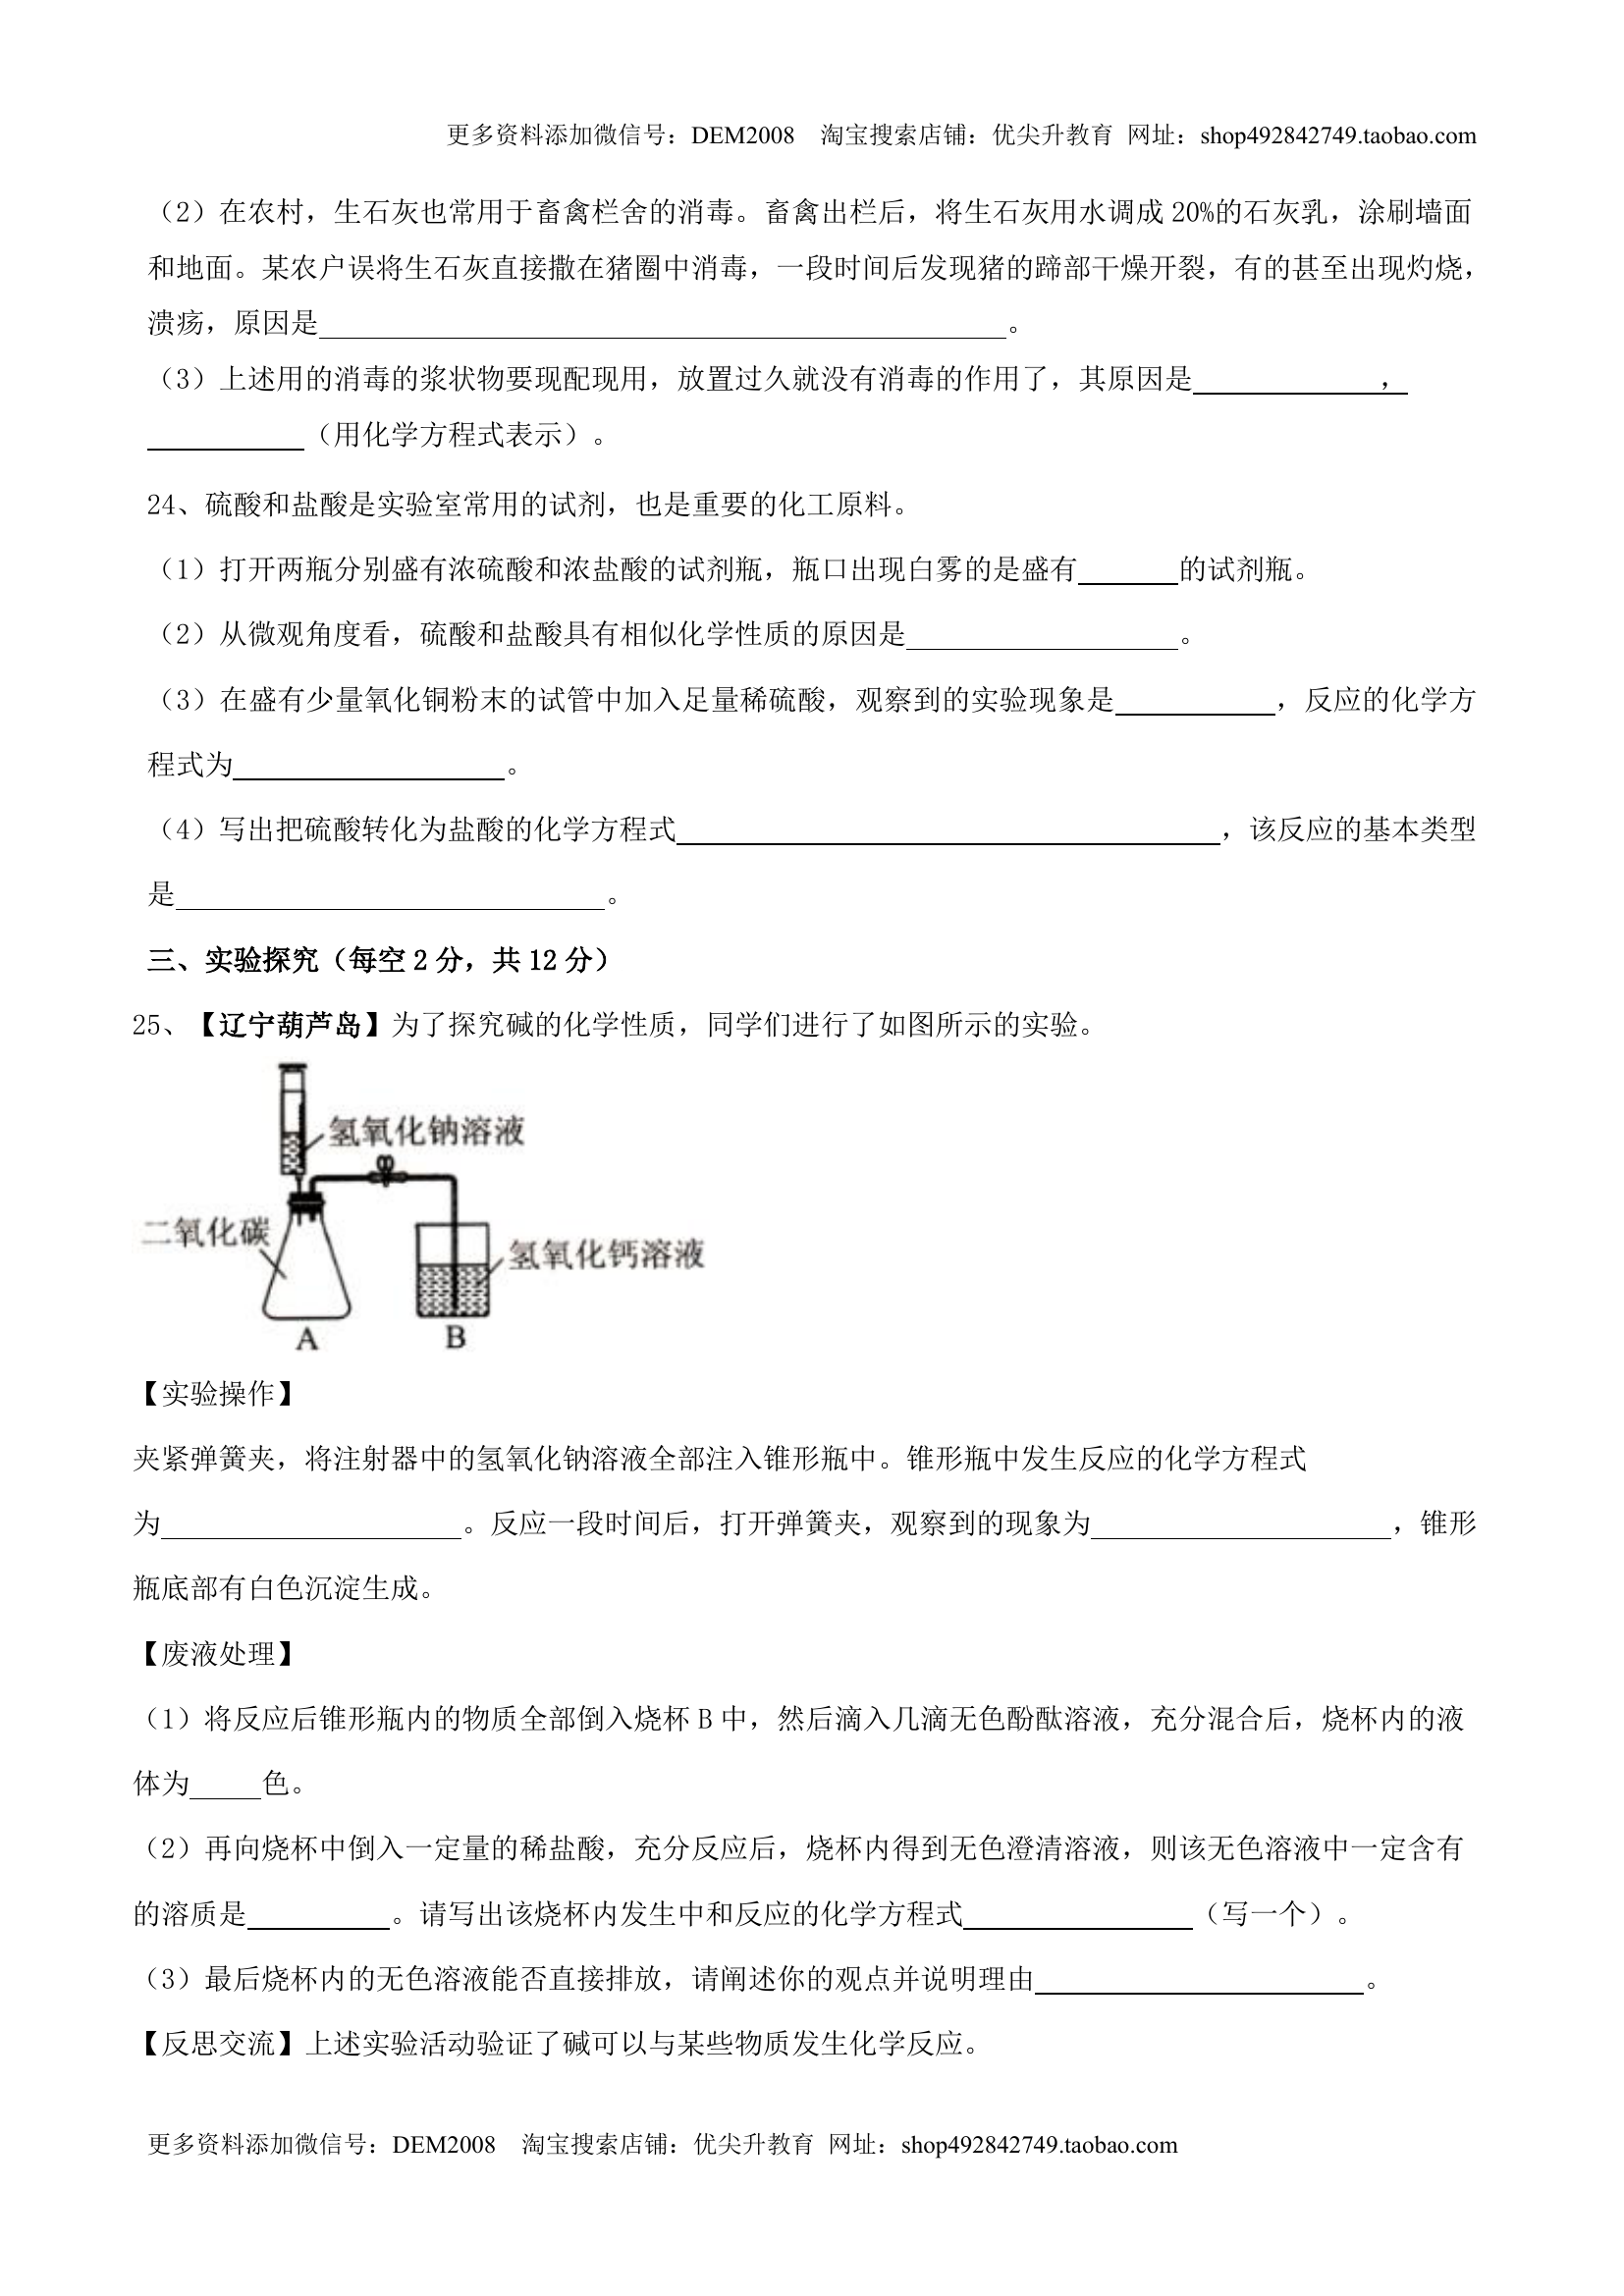 更多资料添加微信号：DEM2008 淘宝搜索店铺：优尖升教育 网址：shop492842749.taobao.com
（2）在农村，生石灰也常用于畜禽栏舍的消毒。畜禽出栏后，将生石灰用水调成 20%的石灰乳，涂刷墙面
和地面。某农户误将生石灰直接撒在猪圈中消毒，一段时间后发现猪的蹄部干燥开裂，有的甚至出现灼烧，
溃疡，原因是________________________。
（3）上述用的消毒的浆状物要现配现用，放置过久就没有消毒的作用了，其原因是_____________，
___________（用化学方程式表示）。
24、硫酸和盐酸是实验室常用的试剂，也是重要的化工原料。
（1）打开两瓶分别盛有浓硫酸和浓盐酸的试剂瓶，瓶口出现白雾的是盛有_______的试剂瓶。
（2）从微观角度看，硫酸和盐酸具有相似化学性质的原因是___________________。
（3）在盛有少量氧化铜粉末的试管中加入足量稀硫酸，观察到的实验现象是___________，反应的化学方
程式为___________________。
（4）写出把硫酸转化为盐酸的化学方程式______________________________________，该反应的基本类型
是______________________________。
三、实验探究（每空 2 分，共 12 分）
25、【辽宁葫芦岛】为了探究碱的化学性质，同学们进行了如图所示的实验。
氢氧化钠溶液
二氧化碳
氢氧化钙溶液
A
B
【实验操作】
夹紧弹簧夹，将注射器中的氢氧化钠溶液全部注入锥形瓶中。锥形瓶中发生反应的化学方程式
为_____________________。反应一段时间后，打开弹簧夹，观察到的现象为_____________________，锥形
瓶底部有白色沉淀生成。
【废液处理】
（1）将反应后锥形瓶内的物质全部倒入烧杯 B 中，然后滴入几滴无色酚酞溶液，充分混合后，烧杯内的液
体为_____色。
（2）再向烧杯中倒入一定量的稀盐酸，充分反应后，烧杯内得到无色澄清溶液，则该无色溶液中一定含有
的溶质是__________。请写出该烧杯内发生中和反应的化学方程式________________（写一个）。
（3）最后烧杯内的无色溶液能否直接排放，请阐述你的观点并说明理由_______________________。
【反思交流】上述实验活动验证了碱可以与某些物质发生化学反应。
更多资料添加微信号：DEM2008 淘宝搜索店铺：优尖升教育 网址：shop492842749.taobao.com